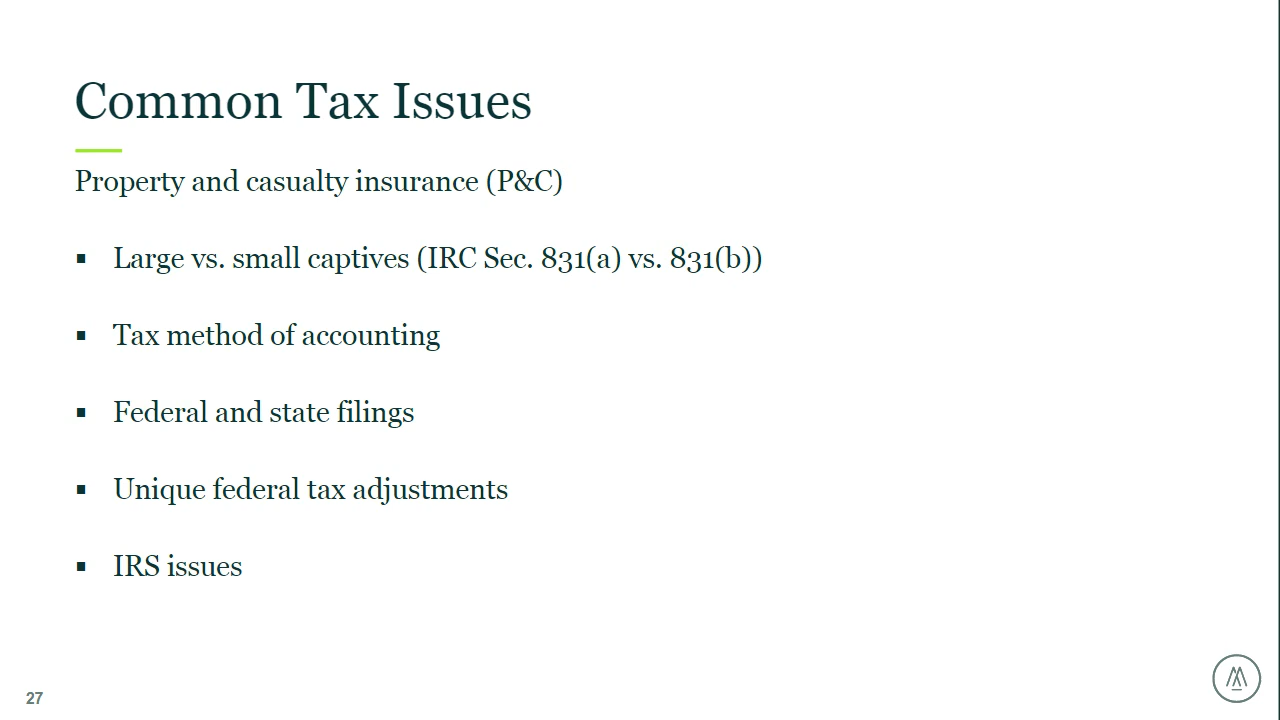 Common Tax Issues
Property and casualty insurance (P&C)
▪ Large vs. small captives (IRC Sec. 831(a) vs. 831(b))
▪ Tax method of accounting
▪ Federal and state filings
▪ Unique federal tax adjustments
▪ IRS issues
27